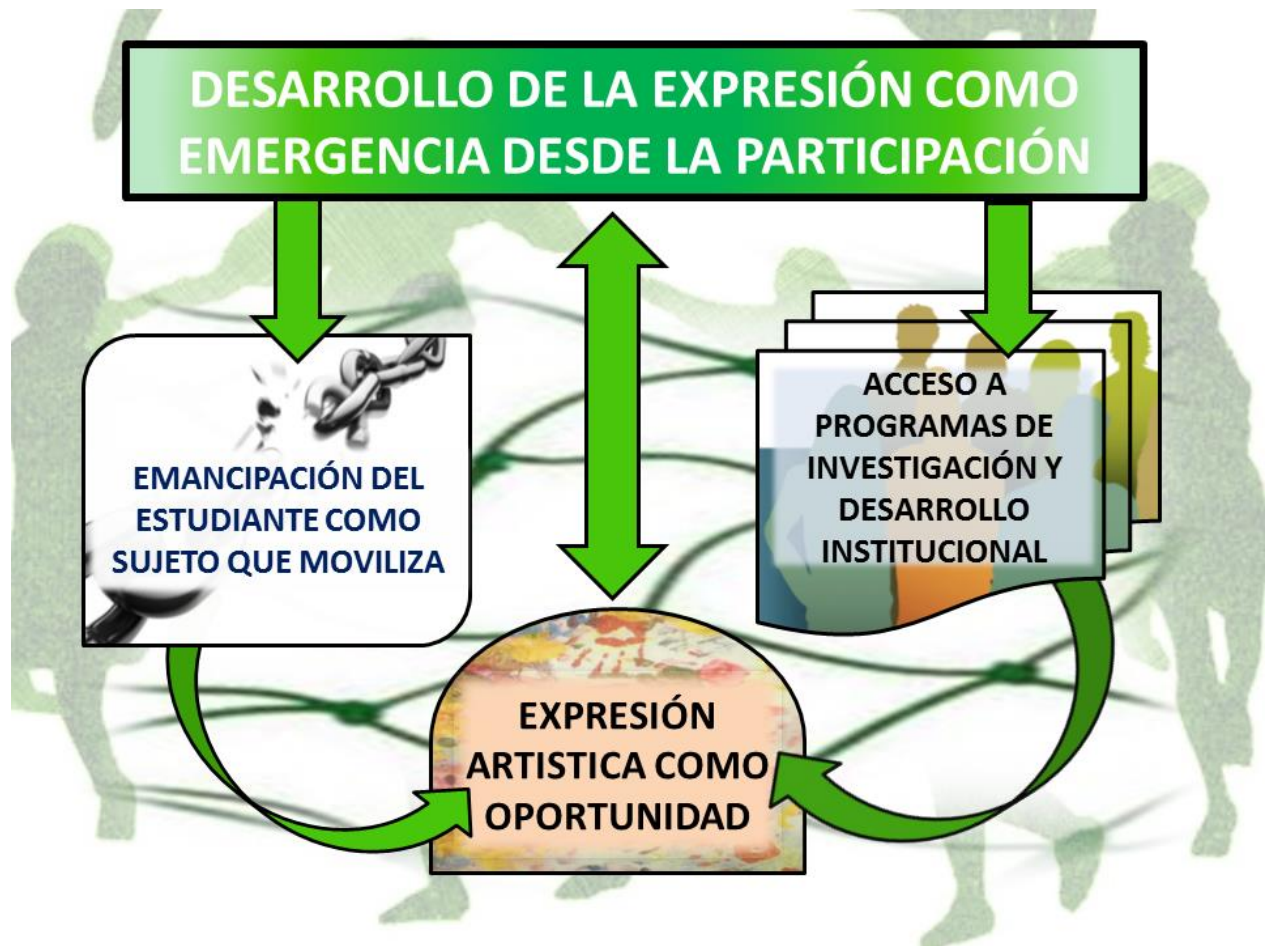 DESARROLLO DE LA EXPRESIÓN COMO
EMERGENCIA DESDE LA PARTICIPACIÓN
EMANCIPACIÓN DEL
ESTUDIANTE COMO
SUJETO QUE MOVILIZA
ACCESO A
PROGRAMAS DE
INVESTIGACIÓN Y
DESARROLLO
INSTITUCIONAL
EXPRESIÓN
ARTISTICA COMO
OPORTUNIDAD